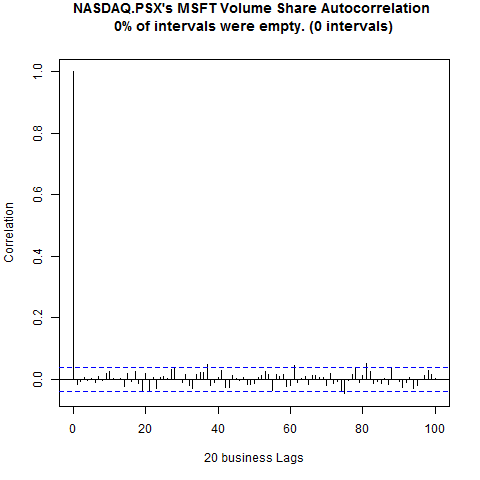 NASDAQ.PSX's MSFT Volume Share Autocorrelation
0% of intervals were empty. (0 intervals)
Correlation
1.0
0.8
0.6
0.4
0.2
0.0
0 20 40 60 80 100
20 business Lags